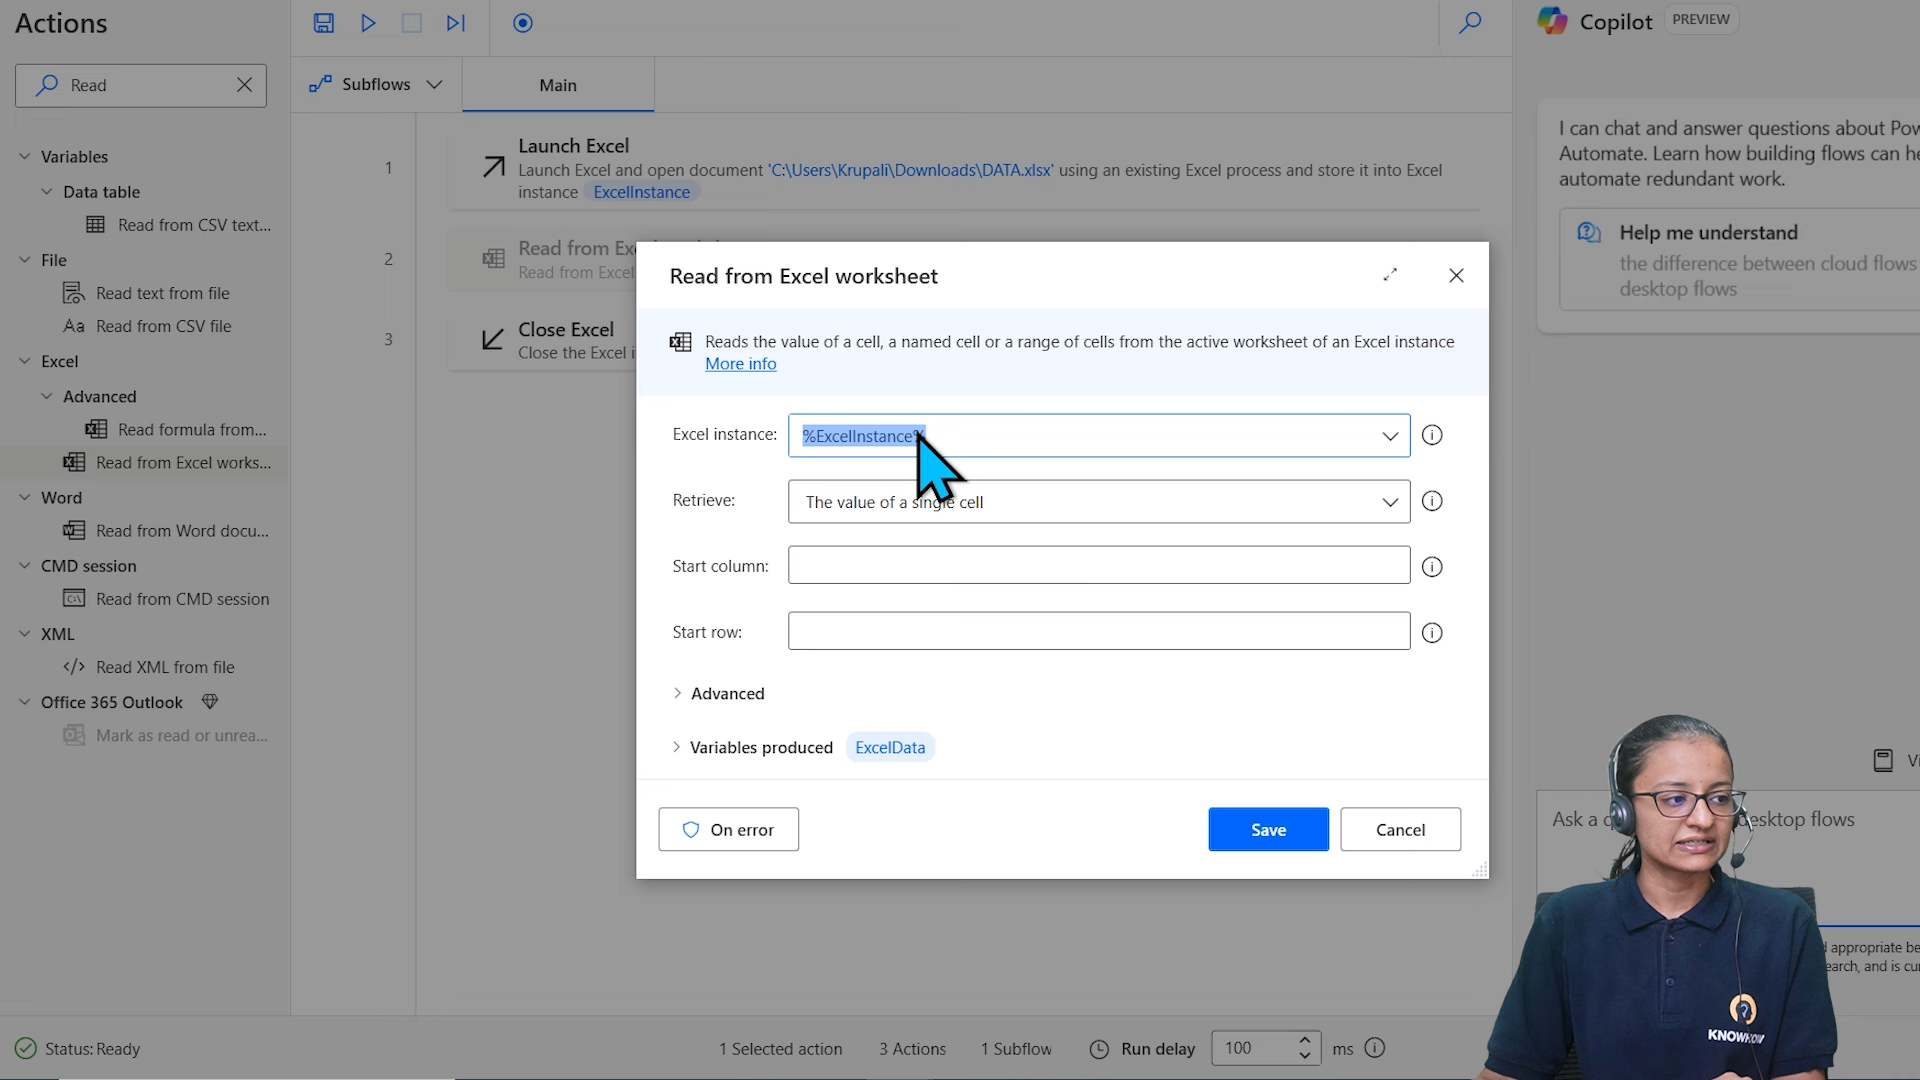 Actions
Read
Variables
Data table
Read from CSV text...
File
Read text from file
Aa Read from CSV file
Excel
Advanced
Read formula from...
Read from Excel works...
Word
Read from Word docu...
CMD session
Read from CMD session
XML
Read XML from file
Office 365 Outlook
Mark as read or unrea...
Status: Ready
Subflows
Main
1
Launch Excel
Launch Excel and open document 'C:\Users\Krupali\Downloads\DATA.xlsx' using an existing Excel process and store it into Excel
instance ExcelInstance
2
Read from
Read from Excel
3
Close Excel
Close the Excel
Read from Excel worksheet
Reads the value of a cell, a named cell or a range of cells from the active worksheet of an Excel instance
More info
Excel instance: %ExcelInstance%
Retrieve: The value of a single cell
Start column:
Start row:
Advanced
Variables produced ExcelData
On error
Save
Cancel
1 Selected action
3 Actions
1 Subflow
Run delay
100
ms
Copilot PREVIEW
I can chat and answer questions about
Automate. Learn how building flows can
automate redundant work.
Help me understand
the difference between cloud flows
desktop flows
Ask a desktop flows
appropriate
and is
KNOWHOW